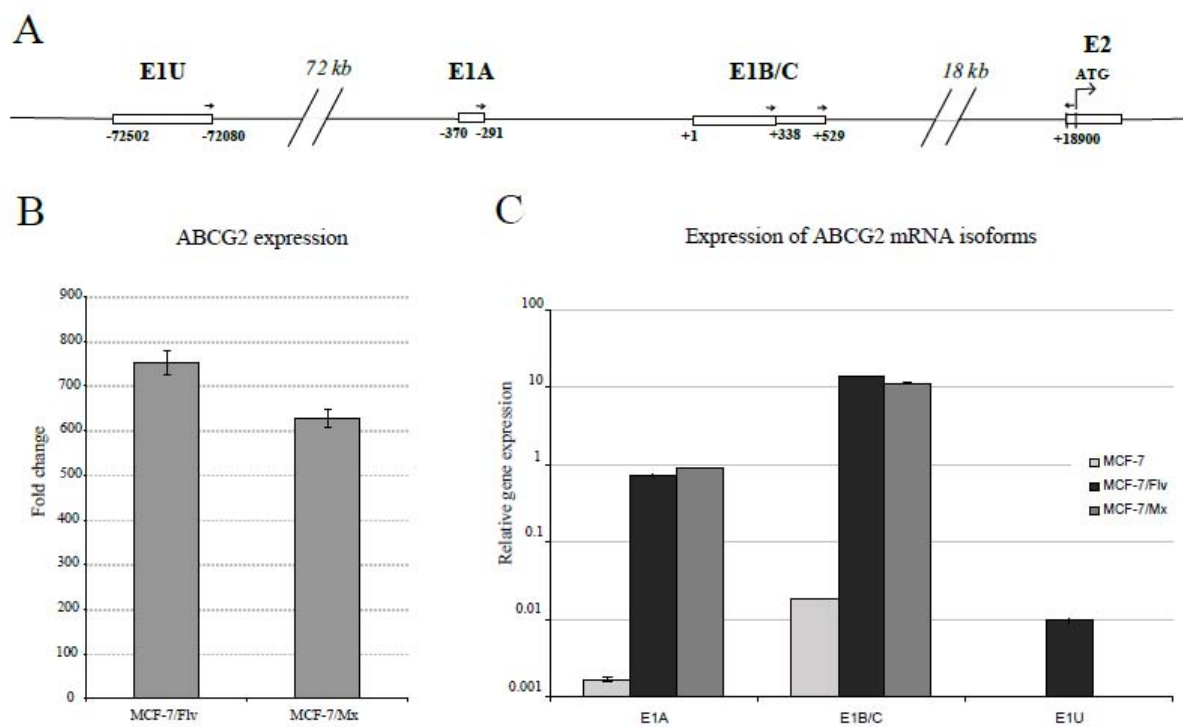 A
E1U
72 kb
E1A
E1B/C
18 kb
E2
ATG
-72502
-72080
-370
-291
+1
+338
+529
+18900
B
ABCG2 expression
Fold change
900
800
700
600
500
400
300
200
100
0
MCF-7/Flv
MCF-7/Mx
C
Expression of ABCG2 mRNA isoforms
Relative gene expression
100
10
1
0.1
0.01
0.001
E1A
E1B/C
E1U
MCF-7
MCF-7/Flv
MCF-7/Mx